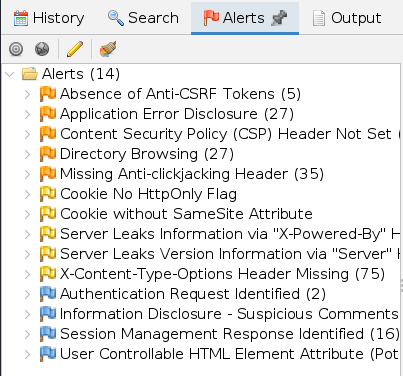 History Search Alerts Output
Alerts (14)
Absence of Anti-CSRF Tokens (5)
Application Error Disclosure (27)
Content Security Policy (CSP) Header Not Set (
Directory Browsing (27)
Missing Anti-clickjacking Header (35)
Cookie No HttpOnly Flag
Cookie without SameSite Attribute
Server Leaks Information via "X-Powered-By" H
Server Leaks Version Information via "Server" H
X-Content-Type-Options Header Missing (75)
Authentication Request Identified (2)
Information Disclosure - Suspicious Comments
Session Management Response Identified (16)
User Controllable HTML Element Attribute (Pot